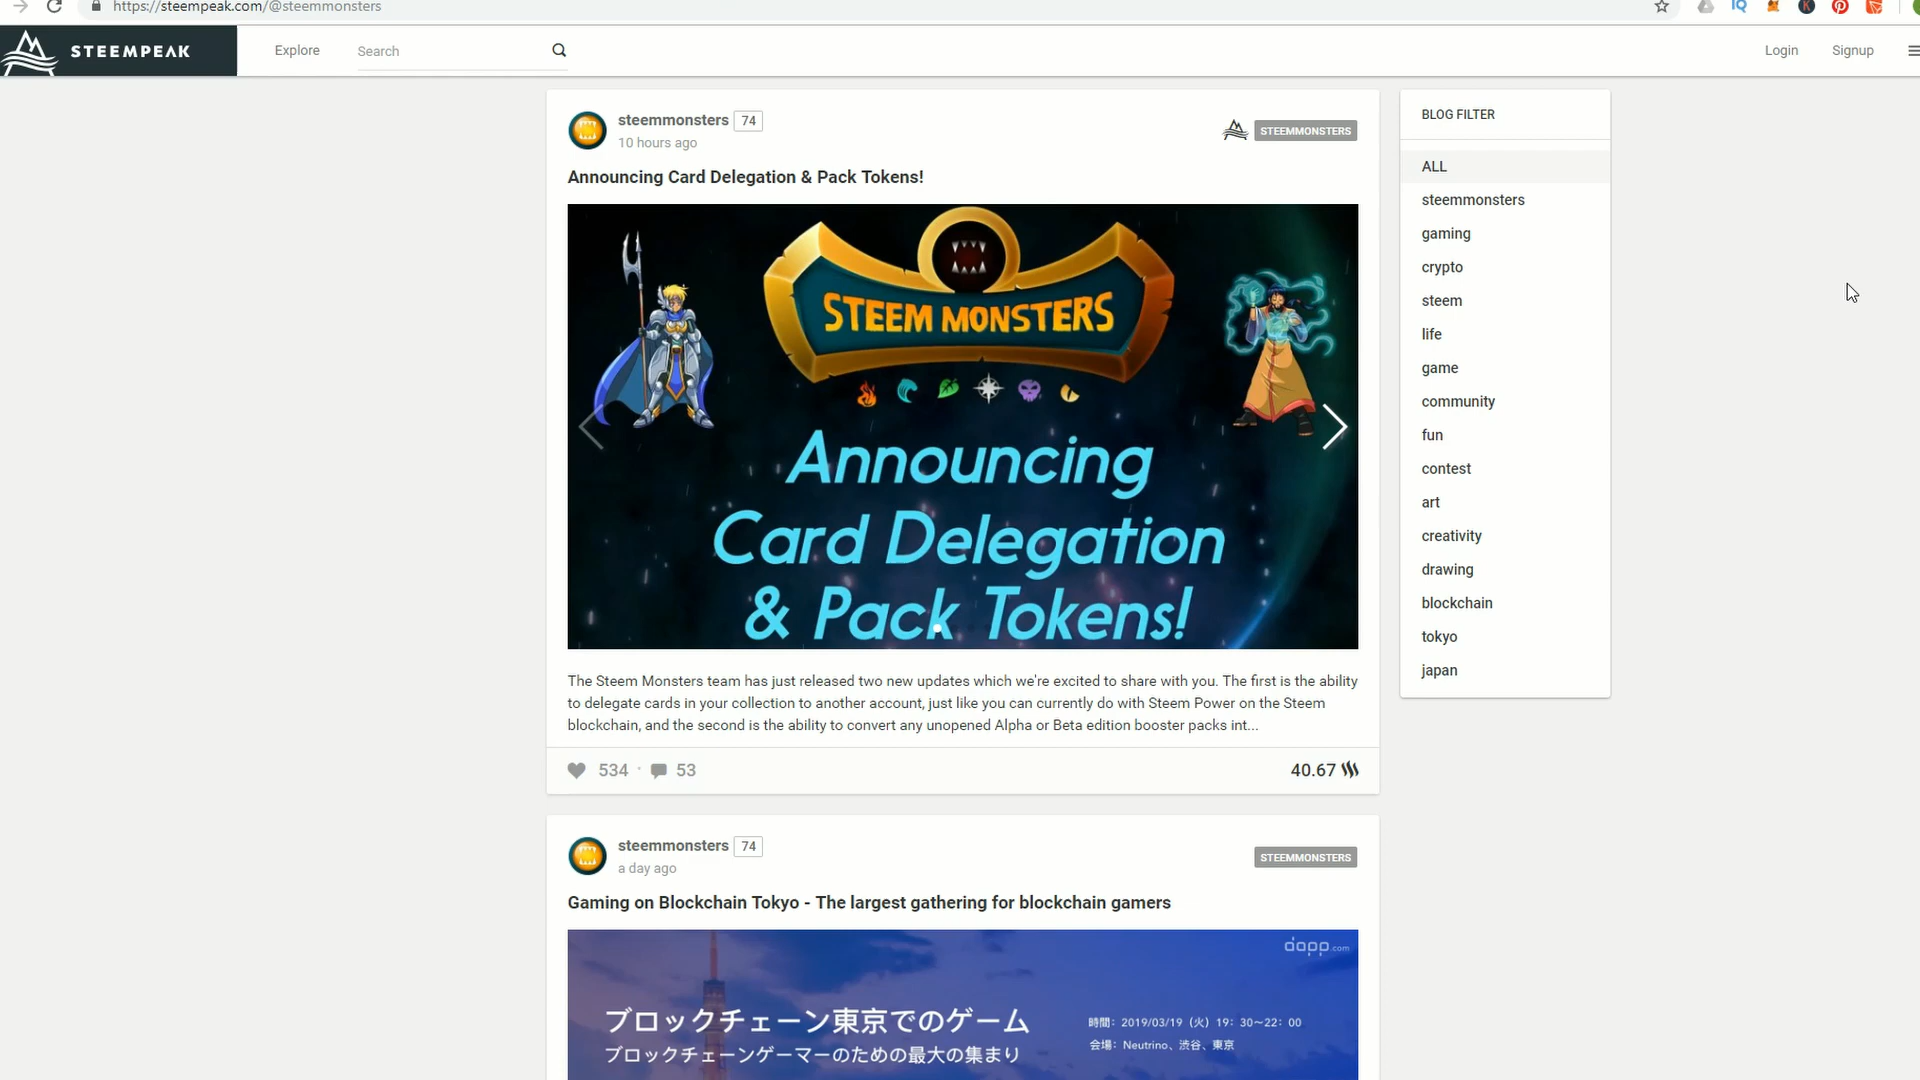 https://steempeak.com/@steemmonsters
STEEMPEAK
Explore
Search
Login
Signup
steemmonsters 74
10 hours ago
STEEMMONSTERS
Announcing Card Delegation & Pack Tokens!
STEEM MONSTERS
Announcing
Card Delegation
& Pack Tokens!
The Steem Monsters team has just released two new updates which we're excited to share with you. The first is the ability
to delegate cards in your collection to another account, just like you can currently do with Steem Power on the Steem
blockchain, and the second is the ability to convert any unopened Alpha or Beta edition booster packs int...
534 · 53
40.67
steemmonsters 74
a day ago
STEEMMONSTERS
Gaming on Blockchain Tokyo - The largest gathering for blockchain gamers
dapp.com
ブロックチェーン東京でのゲーム
ブロックチェーンゲーマーのための最大の集まり
時間: 2019/03/19 (火) 19: 30〜22: 00
会場: Neutrino、渋谷、東京
BLOG FILTER
ALL
steemmonsters
gaming
crypto
steem
life
game
community
fun
contest
art
creativity
drawing
blockchain
tokyo
japan